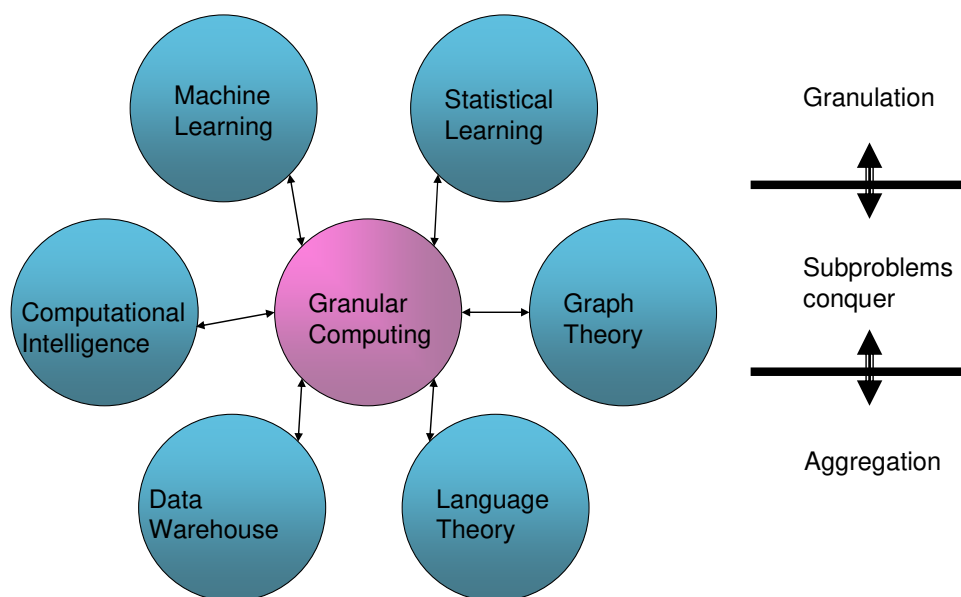 Machine
Learning
Statistical
Learning
Granulation
Computational
Intelligence
Granular
Computing
Graph
Theory
Subproblems
conquer
Data
Warehouse
Language
Theory
Aggregation